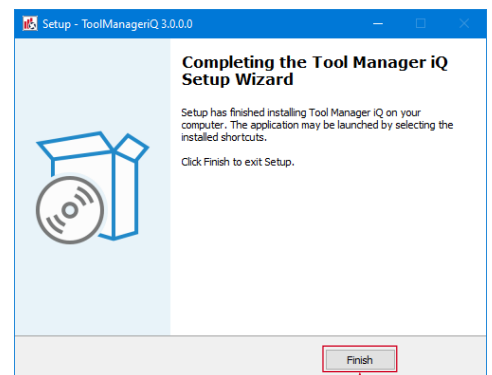 Setup - ToolManageriQ 3.0.0.0
Completing the Tool Manager iQ
Setup Wizard
Setup has finished installing Tool Manager iQ on your
computer. The application may be launched by selecting the
installed shortcuts.
Click Finish to exit Setup.
Finish